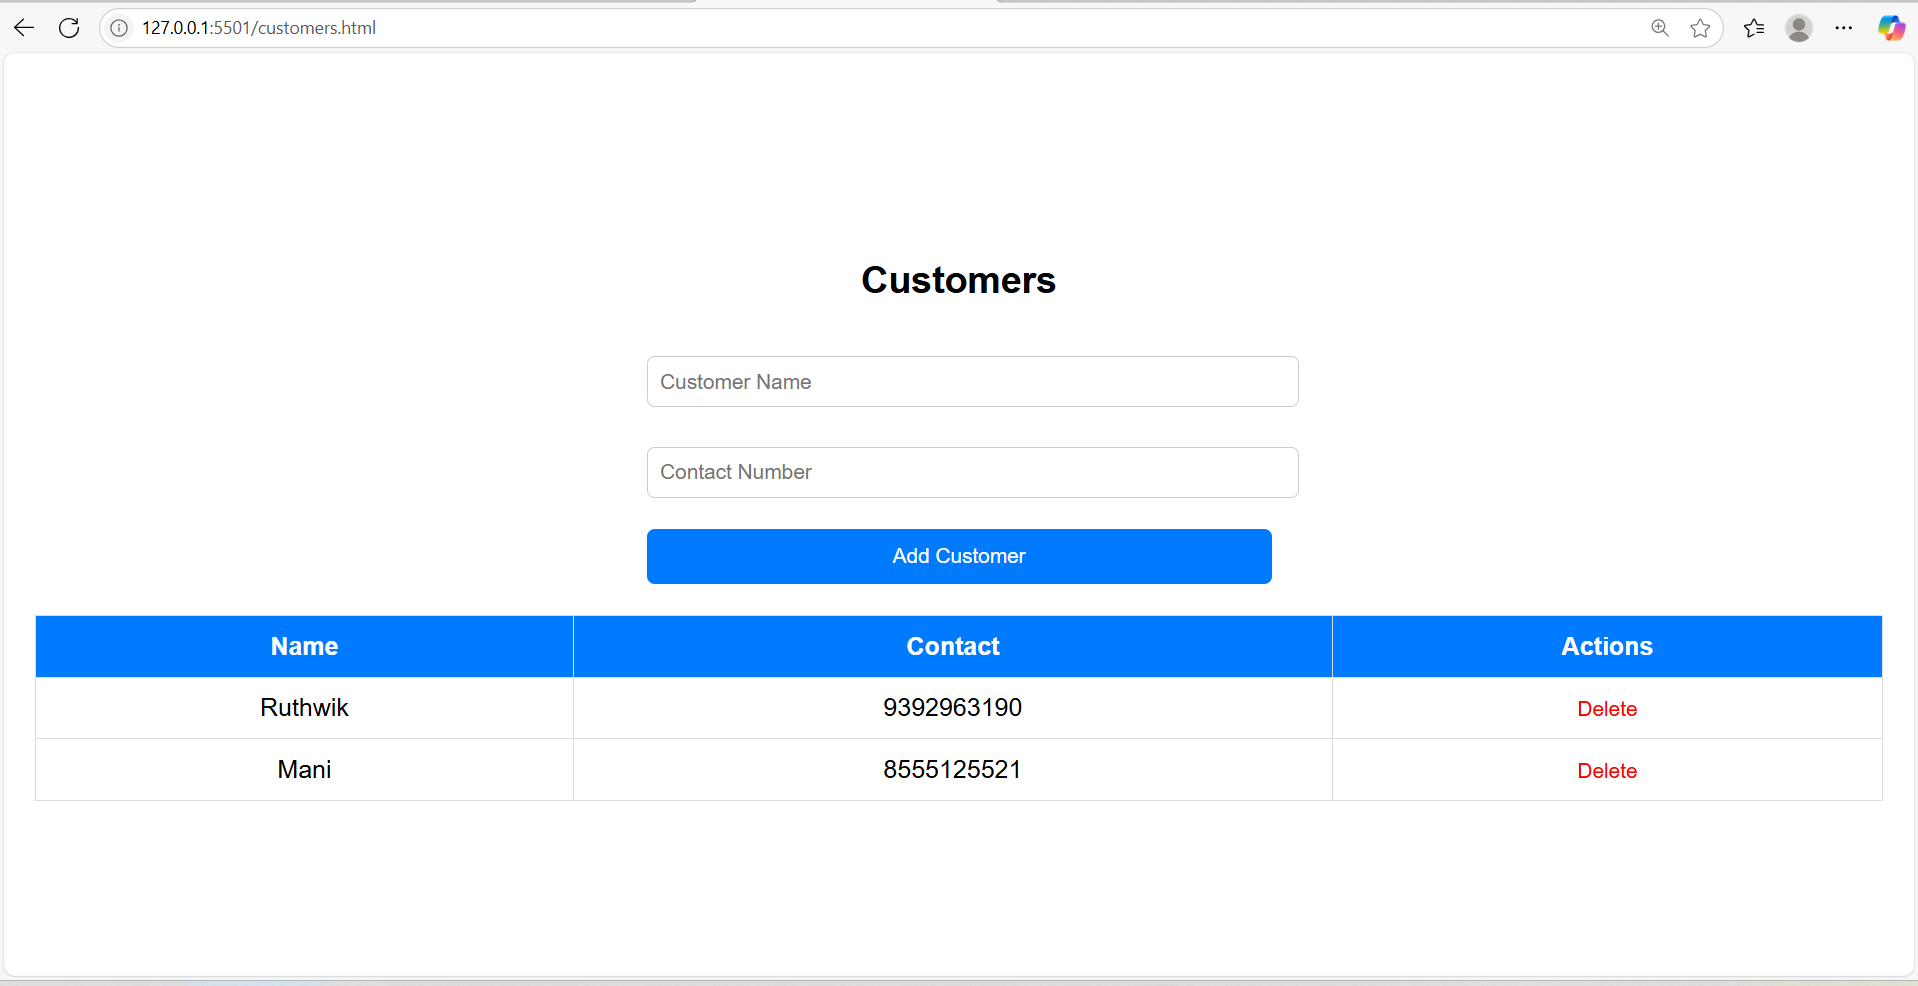 127.0.0.1:5501/customers.html
Customers
Customer Name
Contact Number
Add Customer
Name Contact Actions
Ruthwik 9392963190 Delete
Mani 8555125521 Delete